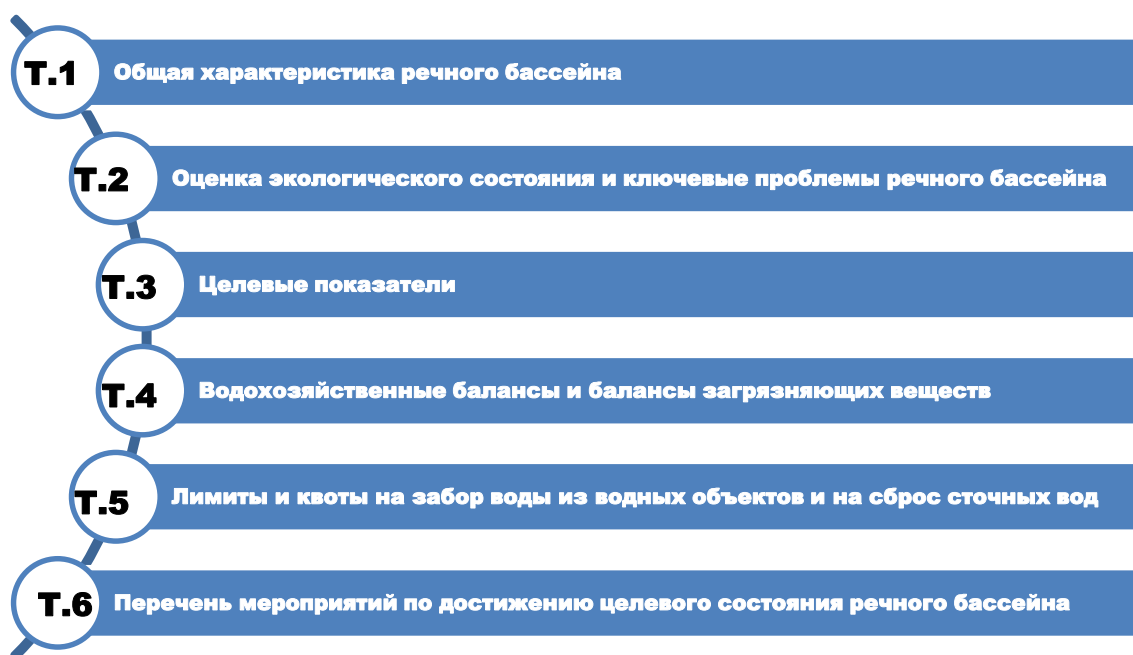 Т.1 Общая характеристика речного бассейна
Т.2 Оценка экологического состояния и ключевые проблемы речного бассейна
Т.3 Целевые показатели
Т.4 Водохозяйственные балансы и балансы загрязняющих веществ
Т.5 Лимиты и квоты на забор воды из водных объектов и на сброс сточных вод
Т.6 Перечень мероприятий по достижению целевого состояния речного бассейна